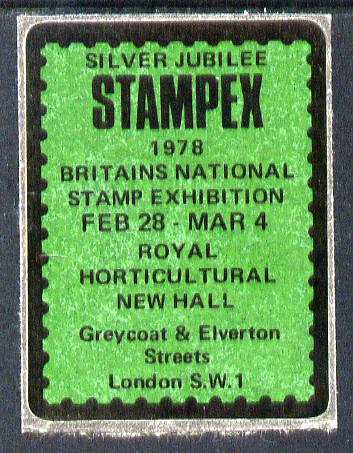 SILVER JUBILEE
STAMPEX
1978
BRITAINS NATIONAL
STAMP EXHIBITION
FEB 28 - MAR 4
ROYAL
HORTICULTURAL
NEW HALL
Greycoat & Elverton
Streets
London S.W.1